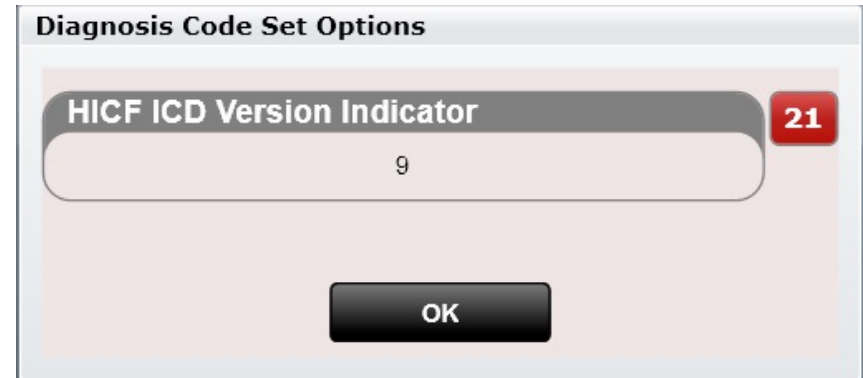 Diagnosis Code Set Options
HICF ICD Version Indicator
21
9
OK